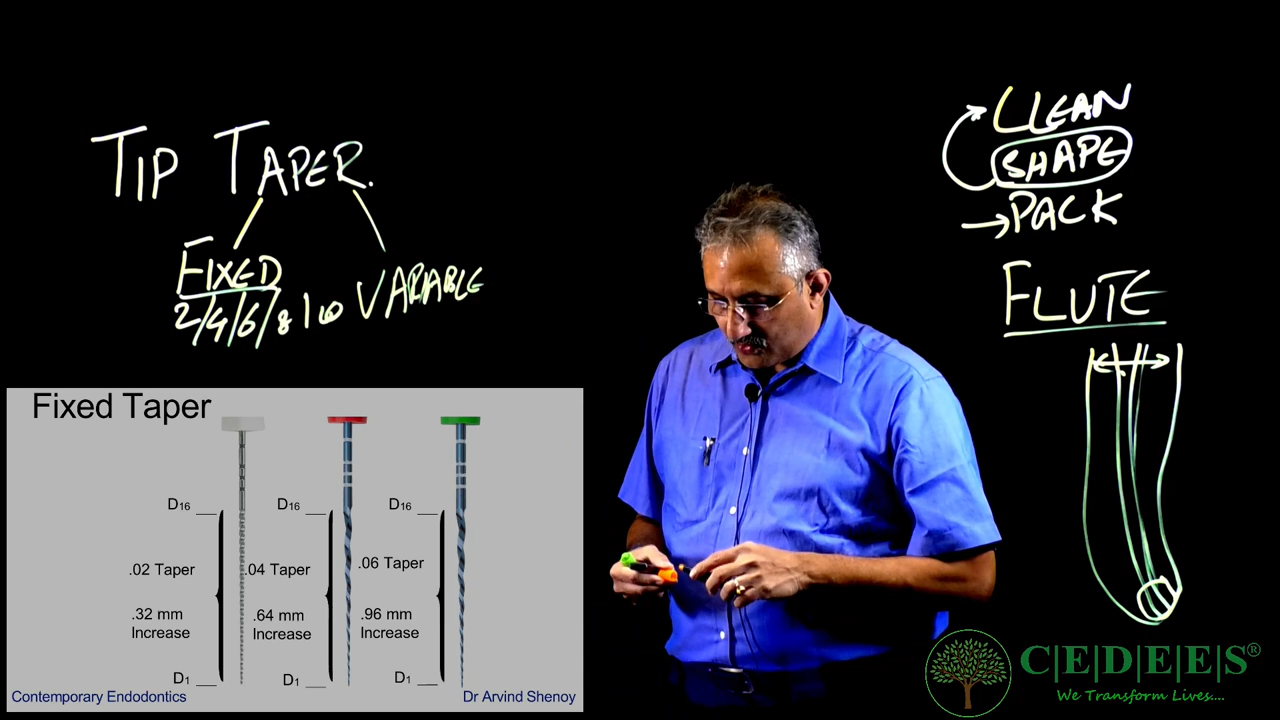 TIP TAPER.
FIXED
2/4/6/8/10
VARIABLE
CLEAN
SHAPE
PACK
FLUTE
Fixed Taper
D16
D16
D16
.02 Taper
.04 Taper
.06 Taper
.32 mm
Increase
.64 mm
Increase
.96 mm
Increase
D1
D1
D1
Contemporary Endodontics
Dr Arvind Shenoy
C|E|D|E|E|S®
We Transform Lives....